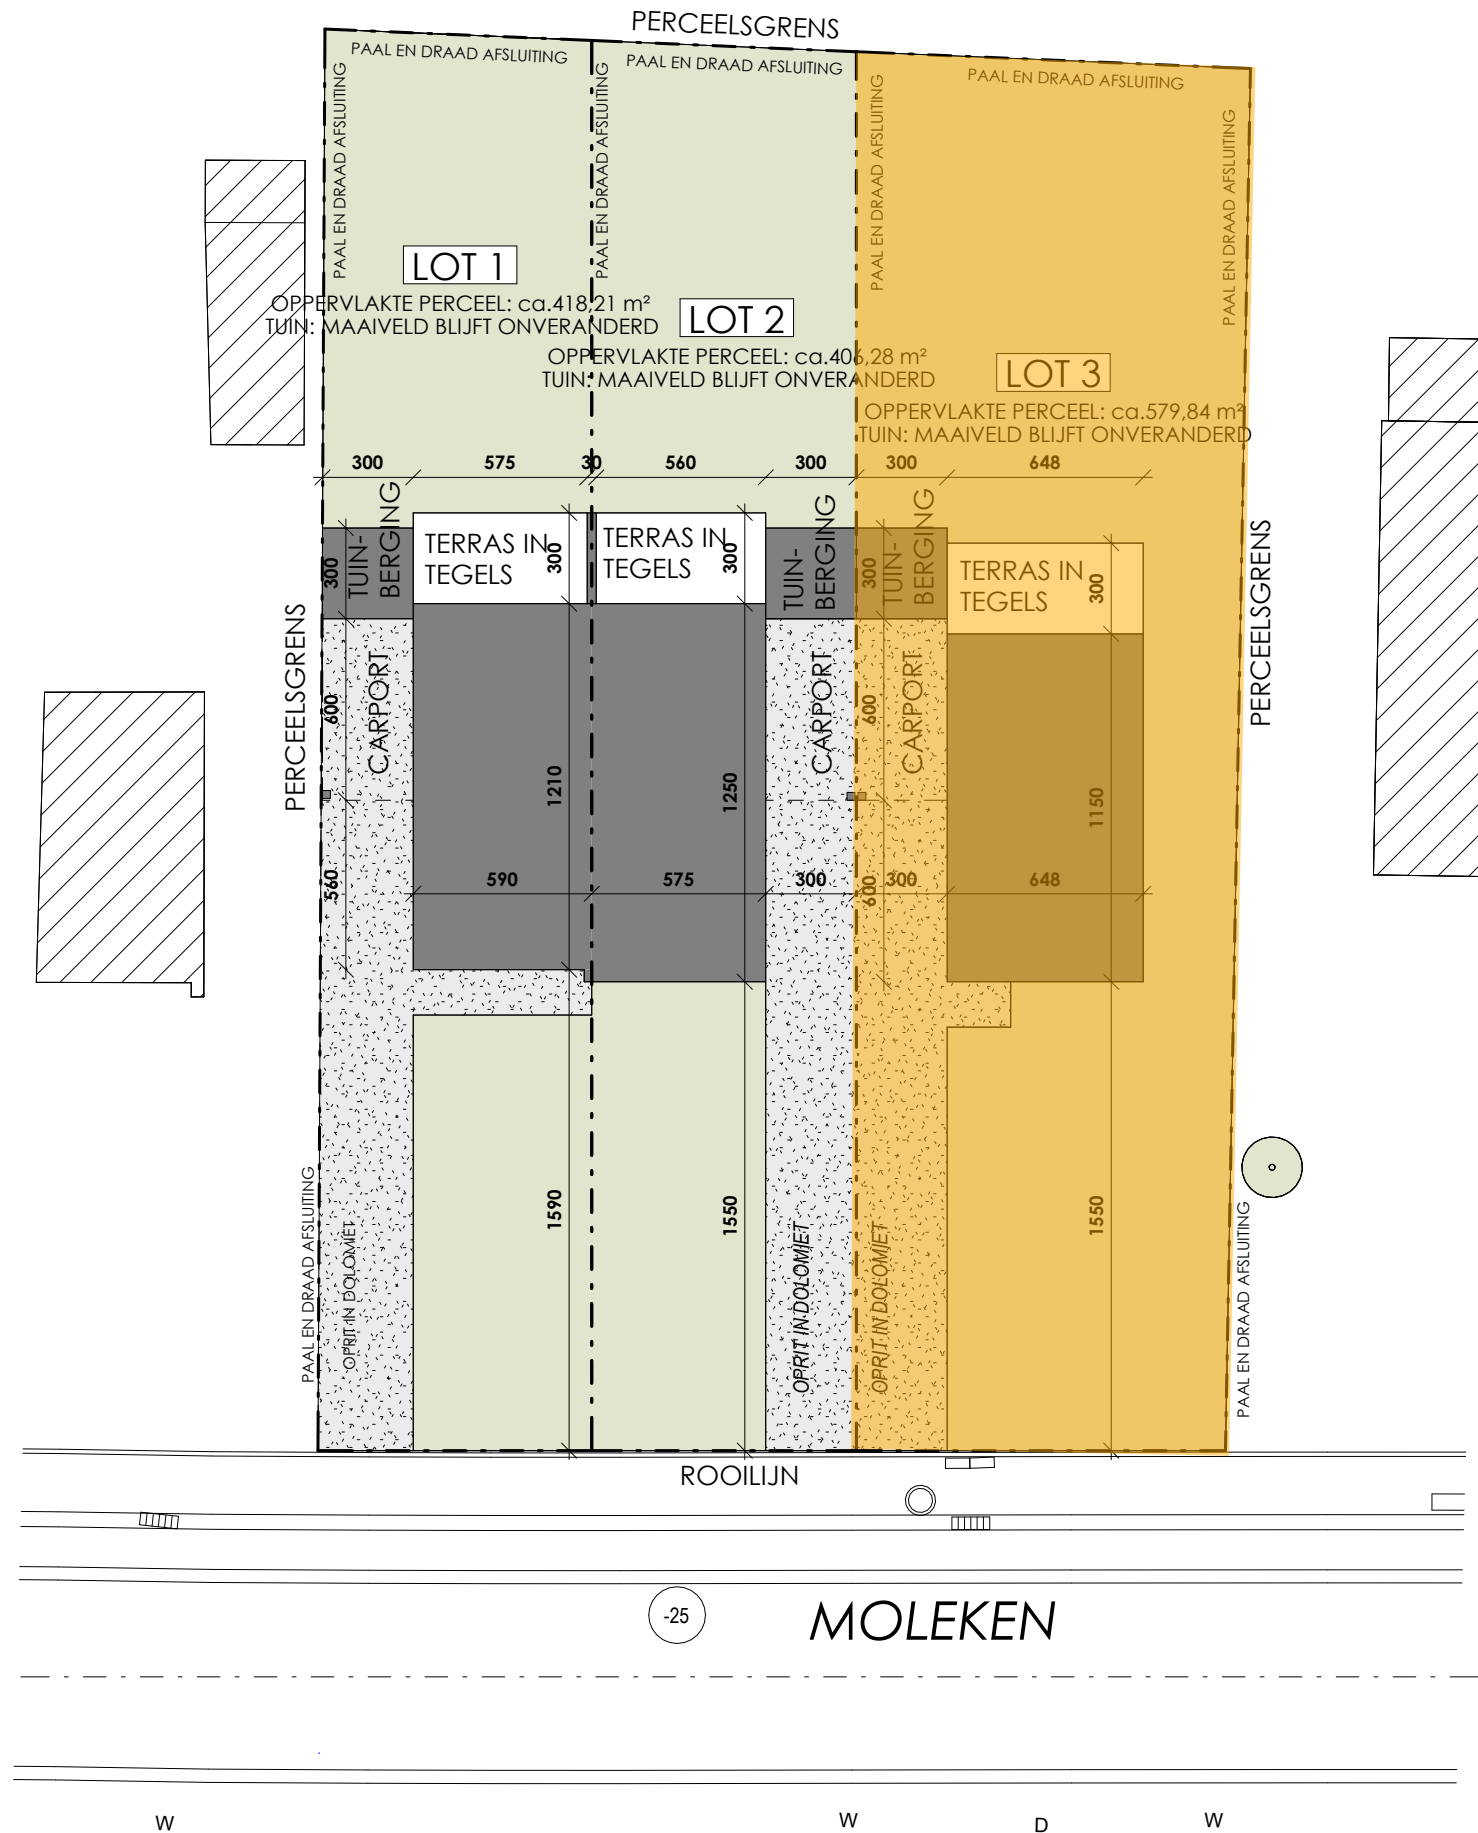 PERCEELSGRENS
PAAL EN DRAAD AFSLUITING
PAAL EN DRAAD AFSLUITING
PAAL EN DRAAD AFSLUITING
PAAL EN DRAAD AFSLUITING
PAAL EN DRAAD AFSLUITING
PAAL EN DRAAD AFSLUITING
PAAL EN DRAAD AFSLUITING
LOT 1
OPPERVLAKTE PERCEEL: ca.418,21 m²
TUIN: MAAIVELD BLIJFT ONVERANDERD
LOT 2
OPPERVLAKTE PERCEEL: ca.406,28 m²
TUIN: MAAIVELD BLIJFT ONVERANDERD
LOT 3
OPPERVLAKTE PERCEEL: ca.579,84 m²
TUIN: MAAIVELD BLIJFT ONVERANDERD
300 575 30 560 300 300 648
TUIN-
BERGING
TERRAS IN
TEGELS
TERRAS IN
TEGELS
TUIN-
BERGING
TUIN-
BERGING
TERRAS IN
TEGELS
300
300
300
300
300
PERCEELSGRENS
PERCEELSGRENS
CARPORT
CARPORT
CARPORT
600
600
1210
1250
1150
560
600
590 575 300 300 648
1590
1550
1550
PAAL EN DRAAD AFSLUITING
OPRIT IN DOLOMIET
OPRIT IN DOLOMIET
OPRIT IN DOLOMIET
PAAL EN DRAAD AFSLUITING
ROOILIJN
-25
MOLEKEN
W W D W